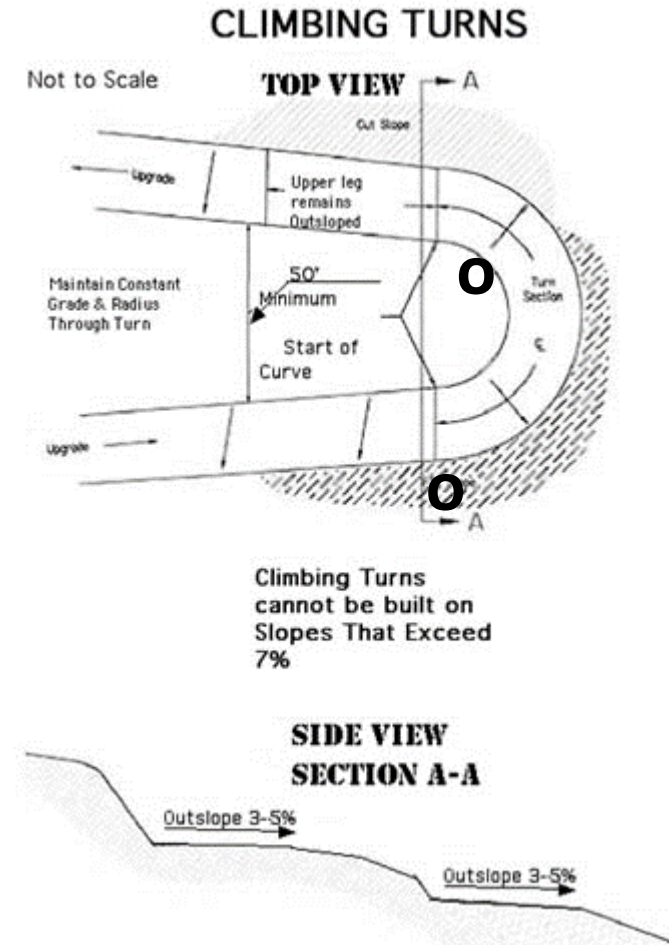 CLIMBING TURNS
Not to Scale
TOP VIEW
A
Cut Slope
Upgrade
Upper leg
remains
Outsloped
O
Maintain Constant
Grade & Radius
Through Turn
50'
Minimum
Turn
Section
Start of
Curve
℄
Upgrade
O
A
Climbing Turns
cannot be built on
Slopes That Exceed
7%
SIDE VIEW
SECTION A-A
Outslope 3-5%
Outslope 3-5%